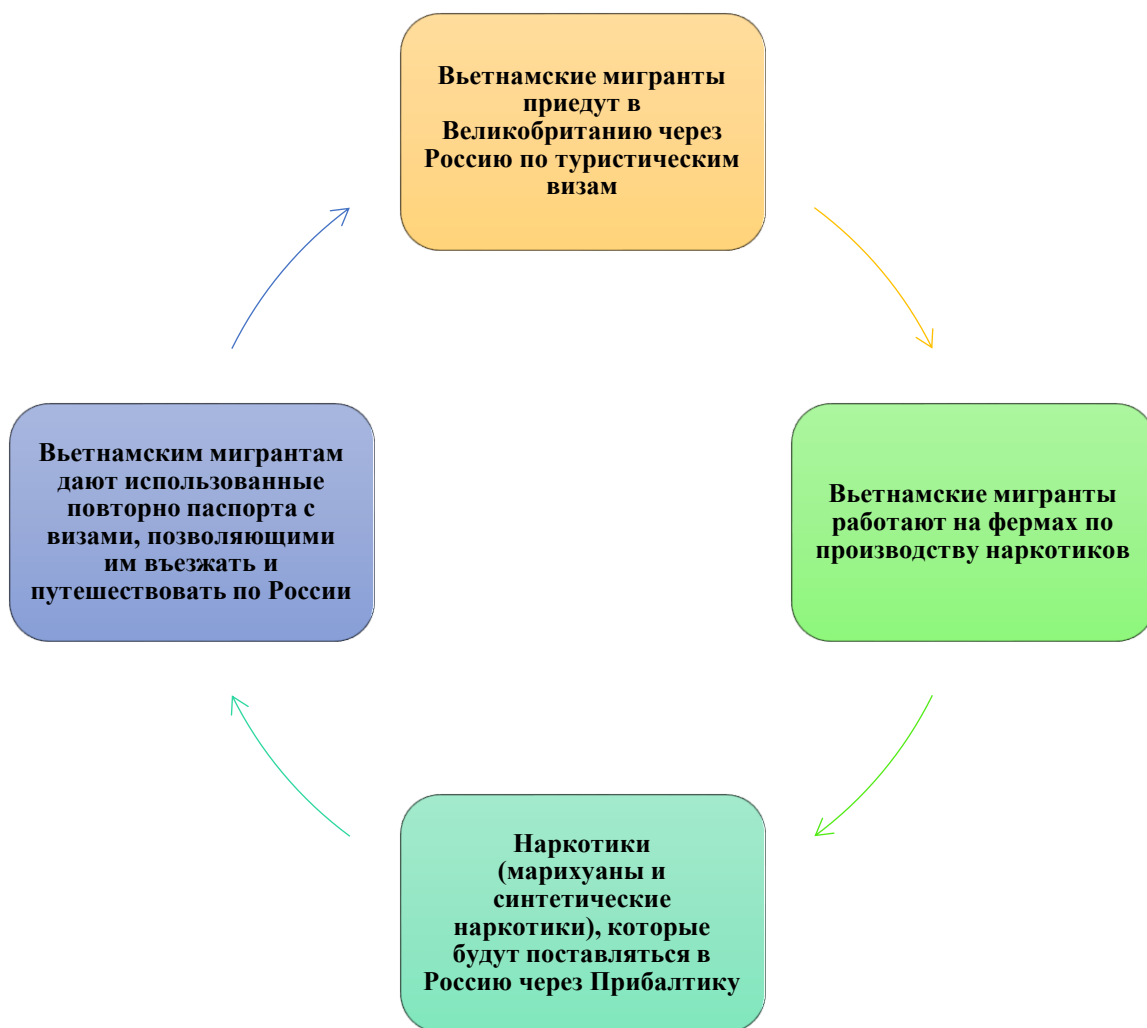 Вьетнамские мигранты
приедут в
Великобританию через
Россию по туристическим
визам
Вьетнамские мигранты
работают на фермах по
производству наркотиков
Наркотики
(марихуаны и
синтетические
наркотики), которые
будут поставляться в
Россию через Прибалтику
Вьетнамским мигрантам
дают использованные
повторно паспорта с
визами, позволяющими
им въезжать и
путешествовать по России